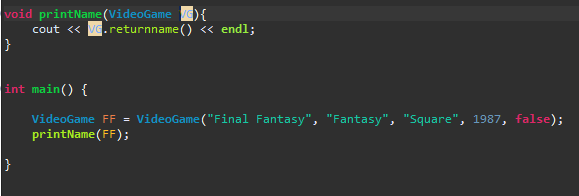 void printName(VideoGame VG){
cout << VG.returnname() << endl;
}
int main() {
VideoGame FF = VideoGame("Final Fantasy", "Fantasy", "Square", 1987, false);
printName(FF);
}